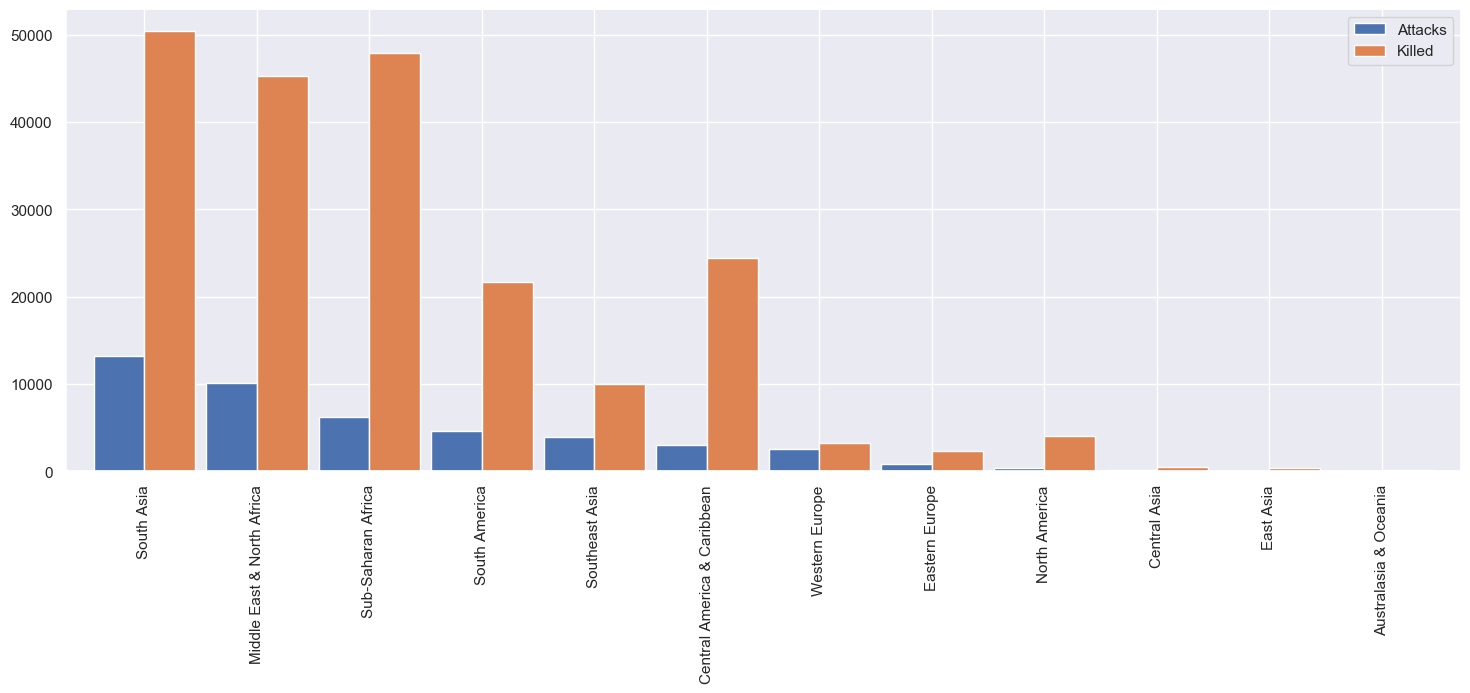 50000
40000
30000
20000
10000
0
Attacks
Killed
South Asia
Middle East & North Africa
Sub-Saharan Africa
South America
Southeast Asia
Central America & Caribbean
Western Europe
Eastern Europe
North America
Central Asia
East Asia
Australasia & Oceania